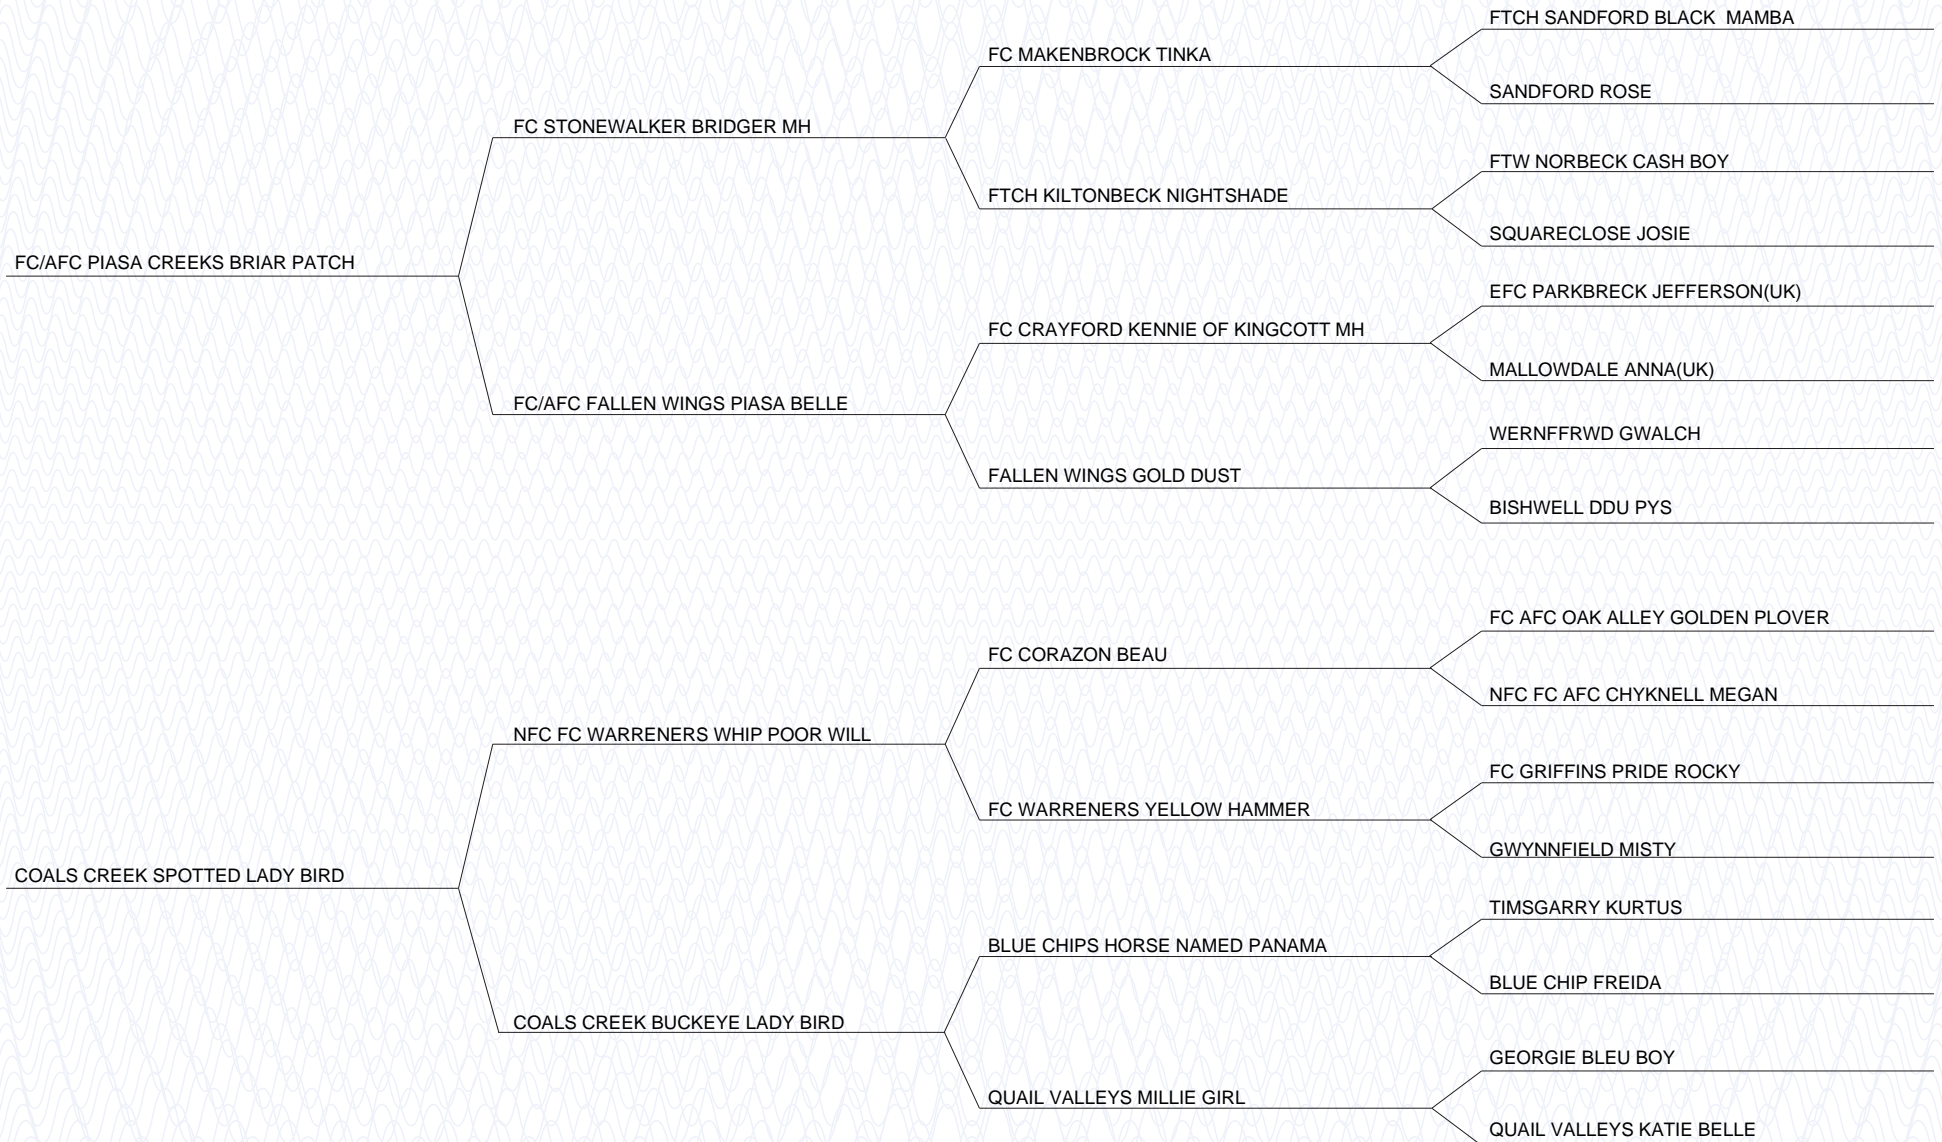 FTCH SANDFORD BLACK  MAMBA
FC MAKENBROCK TINKA
SANDFORD ROSE
FC STONEWALKER BRIDGER MH
FTW NORBECK CASH BOY
FTCH KILTONBECK NIGHTSHADE
SQUARECLOSE JOSIE
FC/AFC PIASA CREEKS BRIAR PATCH
EFC PARKBRECK JEFFERSON(UK)
FC CRAYFORD KENNIE OF KINGCOTT MH
MALLOWDALE ANNA(UK)
FC/AFC FALLEN WINGS PIASA BELLE
WERNFFRWD GWALCH
FALLEN WINGS GOLD DUST
BISHWELL DDU PYS
FC AFC OAK ALLEY GOLDEN PLOVER
FC CORAZON BEAU
NFC FC AFC CHYKNELL MEGAN
NFC FC WARRENERS WHIP POOR WILL
FC GRIFFINS PRIDE ROCKY
FC WARRENERS YELLOW HAMMER
GWYNNFIELD MISTY
COALS CREEK SPOTTED LADY BIRD
TIMSGARRY KURTUS
BLUE CHIPS HORSE NAMED PANAMA
BLUE CHIP FREIDA
COALS CREEK BUCKEYE LADY BIRD
GEORGIE BLEU BOY
QUAIL VALLEYS MILLIE GIRL
QUAIL VALLEYS KATIE BELLE